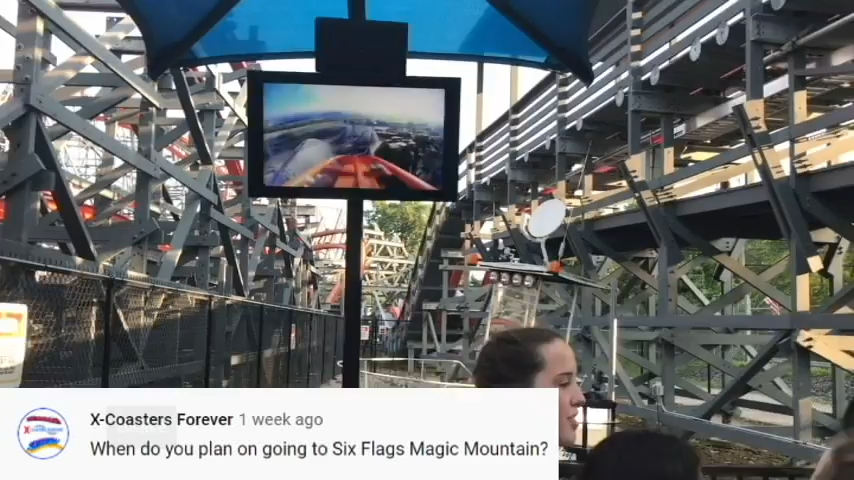 X-Coasters Forever 1 week ago
When do you plan on going to Six Flags Magic Mountain?